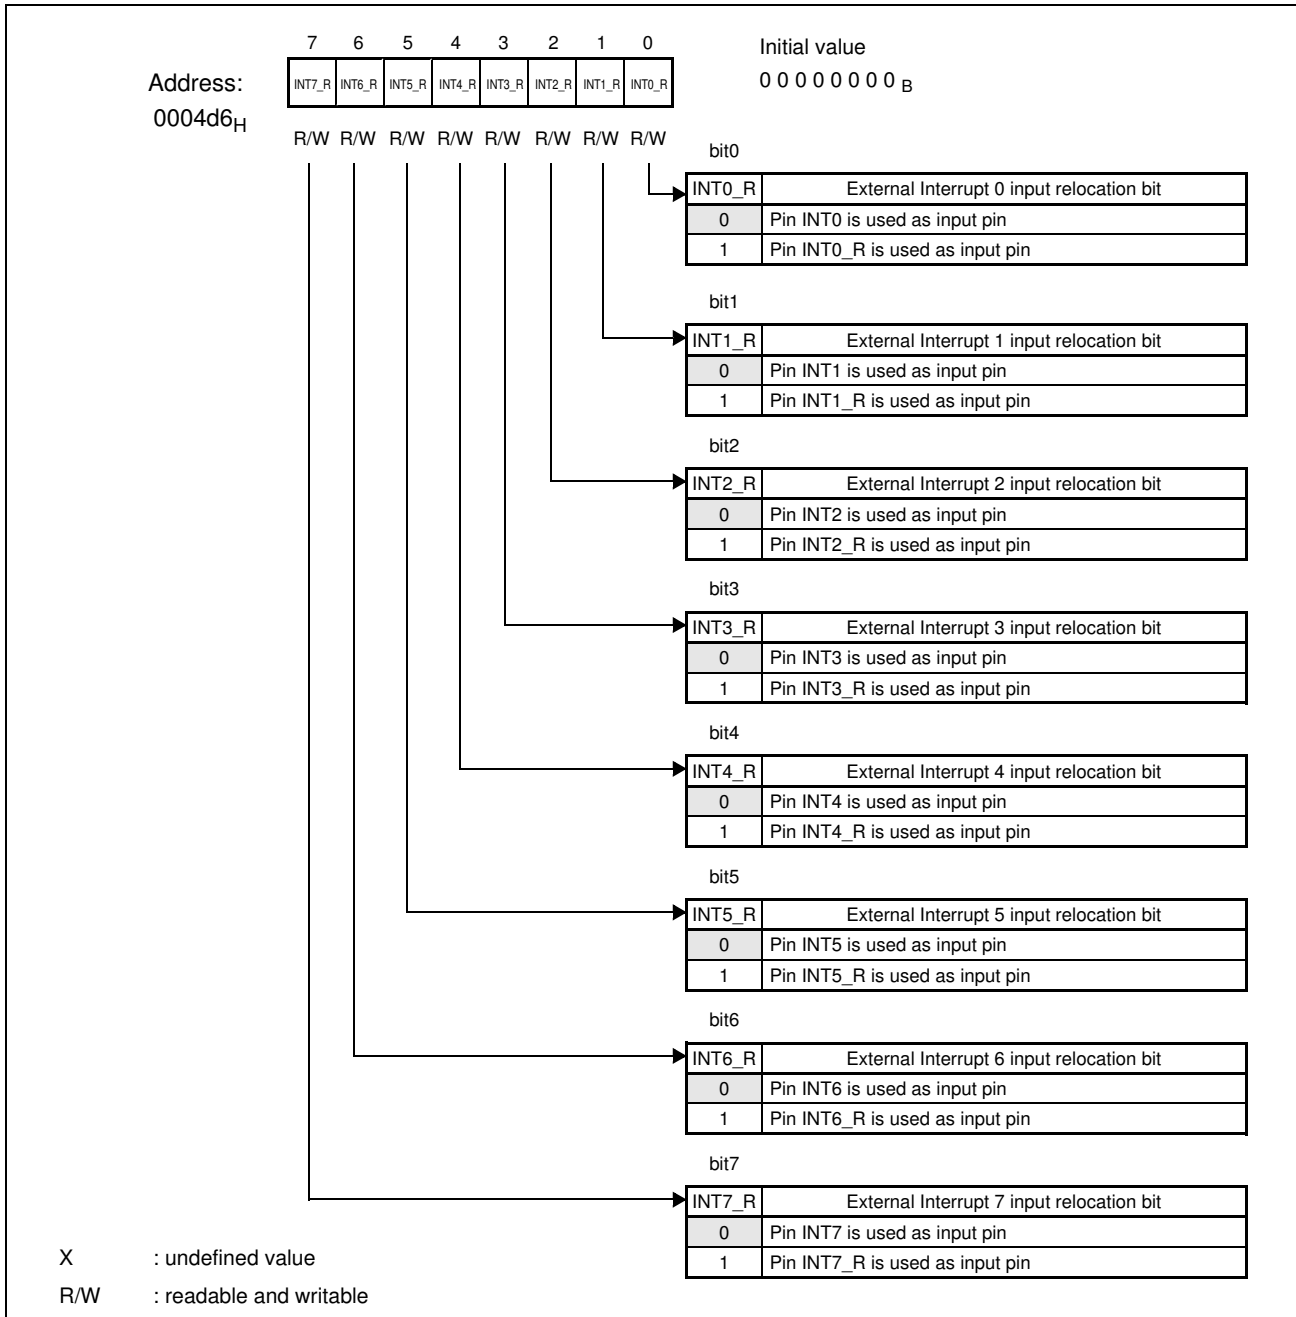 7 6 5 4 3 2 1 0 Initial value
Address: INT7_R INT6_R INT5_R INT4_R INT3_R INT2_R INT1_R INT0_R 0 0 0 0 0 0 0 0 B
0004d6H
R/W R/W R/W R/W R/W R/W R/W R/W
bit0
INT0_R External Interrupt 0 input relocation bit
0 Pin INT0 is used as input pin
1 Pin INT0_R is used as input pin
bit1
INT1_R External Interrupt 1 input relocation bit
0 Pin INT1 is used as input pin
1 Pin INT1_R is used as input pin
bit2
INT2_R External Interrupt 2 input relocation bit
0 Pin INT2 is used as input pin
1 Pin INT2_R is used as input pin
bit3
INT3_R External Interrupt 3 input relocation bit
0 Pin INT3 is used as input pin
1 Pin INT3_R is used as input pin
bit4
INT4_R External Interrupt 4 input relocation bit
0 Pin INT4 is used as input pin
1 Pin INT4_R is used as input pin
bit5
INT5_R External Interrupt 5 input relocation bit
0 Pin INT5 is used as input pin
1 Pin INT5_R is used as input pin
bit6
INT6_R External Interrupt 6 input relocation bit
0 Pin INT6 is used as input pin
1 Pin INT6_R is used as input pin
bit7
INT7_R External Interrupt 7 input relocation bit
0 Pin INT7 is used as input pin
1 Pin INT7_R is used as input pin
X : undefined value
R/W : readable and writable